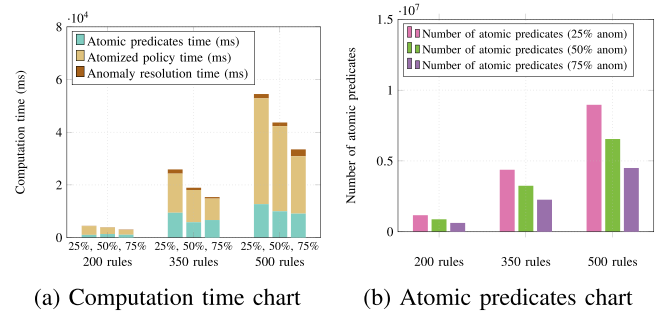 ·10^4
8
6
4
2
0
Computation time (ms)
Atomic predicates time (ms)
Atomized policy time (ms)
Anomaly resolution time (ms)
25%, 50%, 75% 25%, 50%, 75% 25%, 50%, 75%
200 rules 350 rules 500 rules
(a) Computation time chart
·10^7
1.5
1
0.5
0
Number of atomic predicates
Number of atomic predicates (25% anom)
Number of atomic predicates (50% anom)
Number of atomic predicates (75% anom)
200 rules 350 rules 500 rules
(b) Atomic predicates chart